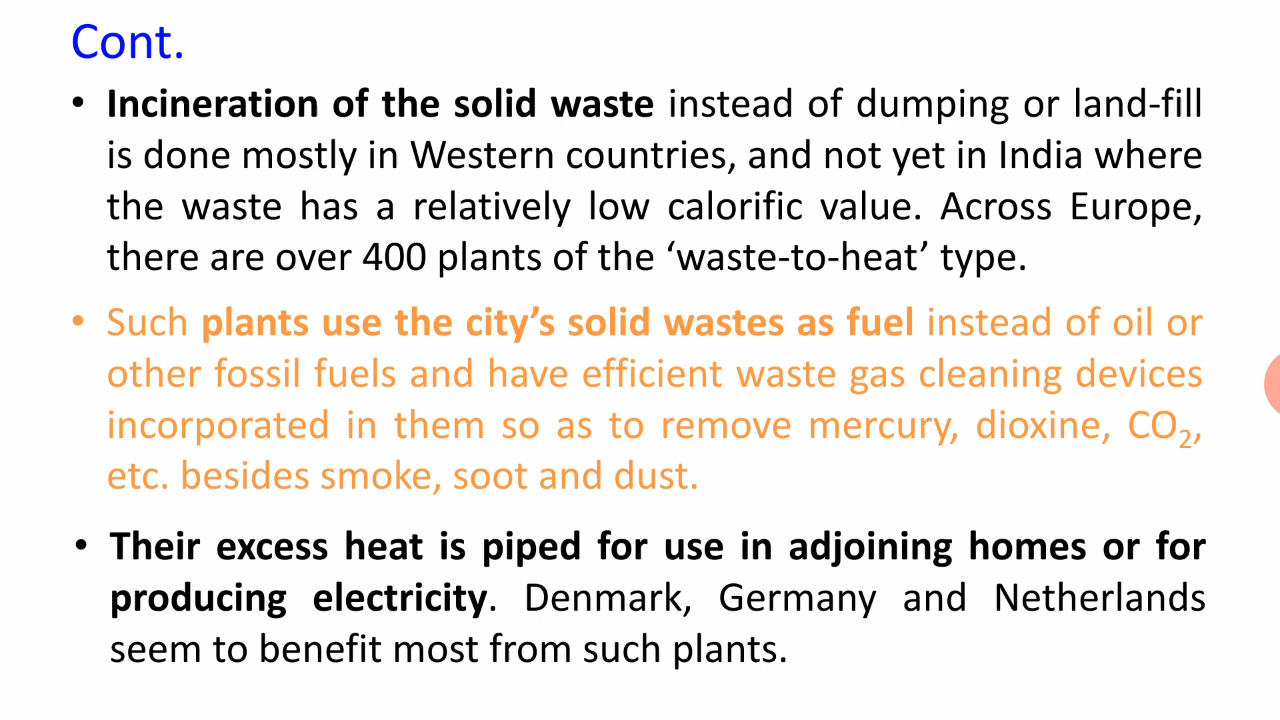 Cont.
• Incineration of the solid waste instead of dumping or land-fill
is done mostly in Western countries, and not yet in India where
the waste has a relatively low calorific value. Across Europe,
there are over 400 plants of the ‘waste-to-heat’ type.
• Such plants use the city’s solid wastes as fuel instead of oil or
other fossil fuels and have efficient waste gas cleaning devices
incorporated in them so as to remove mercury, dioxine, CO₂,
etc. besides smoke, soot and dust.
• Their excess heat is piped for use in adjoining homes or for
producing electricity. Denmark, Germany and Netherlands
seem to benefit most from such plants.